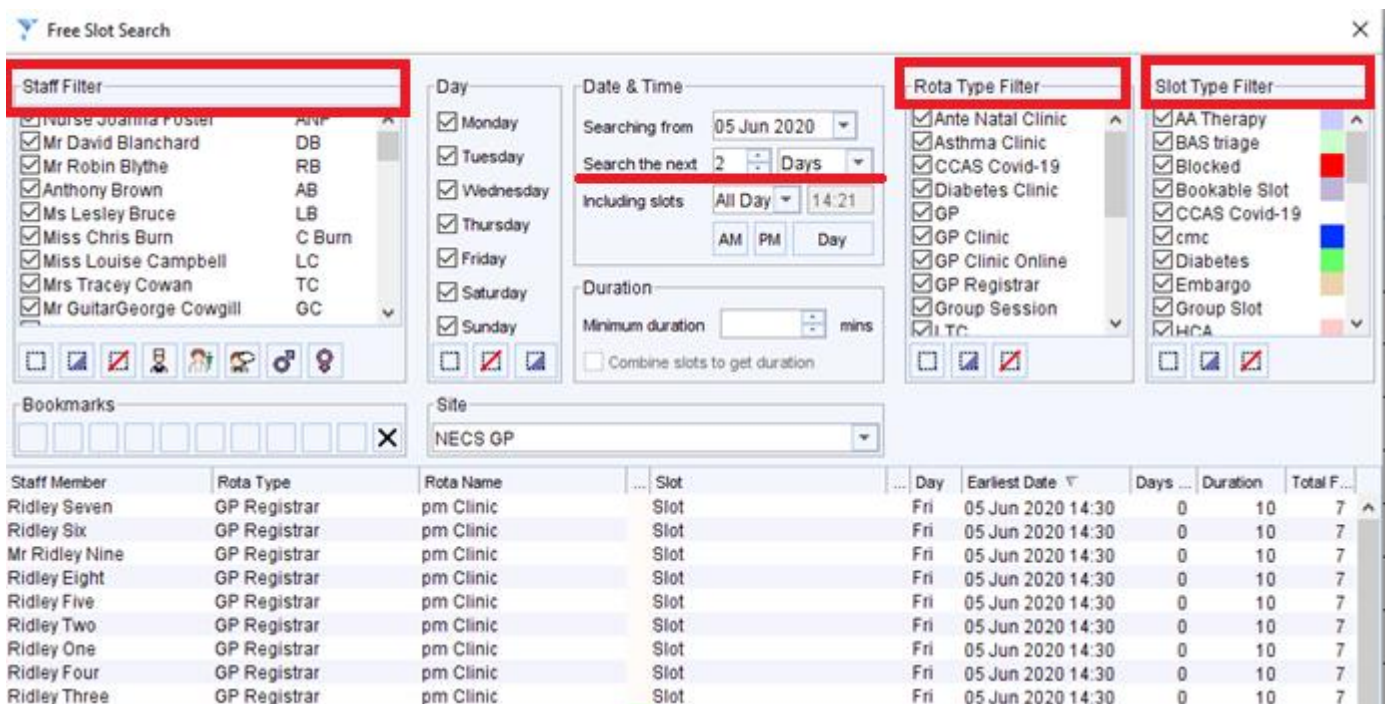 Free Slot Search
Staff Filter
Nurse Joanna Foster ANP
Mr David Blanchard DB
Mr Robin Blythe RB
Anthony Brown AB
Ms Lesley Bruce LB
Miss Chris Burn C Burn
Miss Louise Campbell LC
Mrs Tracey Cowan TC
Mr GuitarGeorge Cowgill GC
Day
Monday
Tuesday
Wednesday
Thursday
Friday
Saturday
Sunday
Date & Time
Searching from 05 Jun 2020
Search the next 2 Days
Including slots All Day 14:21
AM PM Day
Duration
Minimum duration mins
Combine slots to get duration
Rota Type Filter
Ante Natal Clinic
Asthma Clinic
CCAS Covid-19
Diabetes Clinic
GP
GP Clinic
GP Clinic Online
GP Registrar
Group Session
LTC
Slot Type Filter
AA Therapy
BAS triage
Blocked
Bookable Slot
CCAS Covid-19
cmc
Diabetes
Embargo
Group Slot
HCA
Bookmarks
Site
NECS GP
Staff Member Rota Type Rota Name ... Slot ... Day Earliest Date Days ... Duration Total F...
Ridley Seven GP Registrar pm Clinic Slot Fri 05 Jun 2020 14:30 0 10 7
Ridley Six GP Registrar pm Clinic Slot Fri 05 Jun 2020 14:30 0 10 7
Mr Ridley Nine GP Registrar pm Clinic Slot Fri 05 Jun 2020 14:30 0 10 7
Ridley Eight GP Registrar pm Clinic Slot Fri 05 Jun 2020 14:30 0 10 7
Ridley Five GP Registrar pm Clinic Slot Fri 05 Jun 2020 14:30 0 10 7
Ridley Two GP Registrar pm Clinic Slot Fri 05 Jun 2020 14:30 0 10 7
Ridley One GP Registrar pm Clinic Slot Fri 05 Jun 2020 14:30 0 10 7
Ridley Four GP Registrar pm Clinic Slot Fri 05 Jun 2020 14:30 0 10 7
Ridley Three GP Registrar pm Clinic Slot Fri 05 Jun 2020 14:30 0 10 7